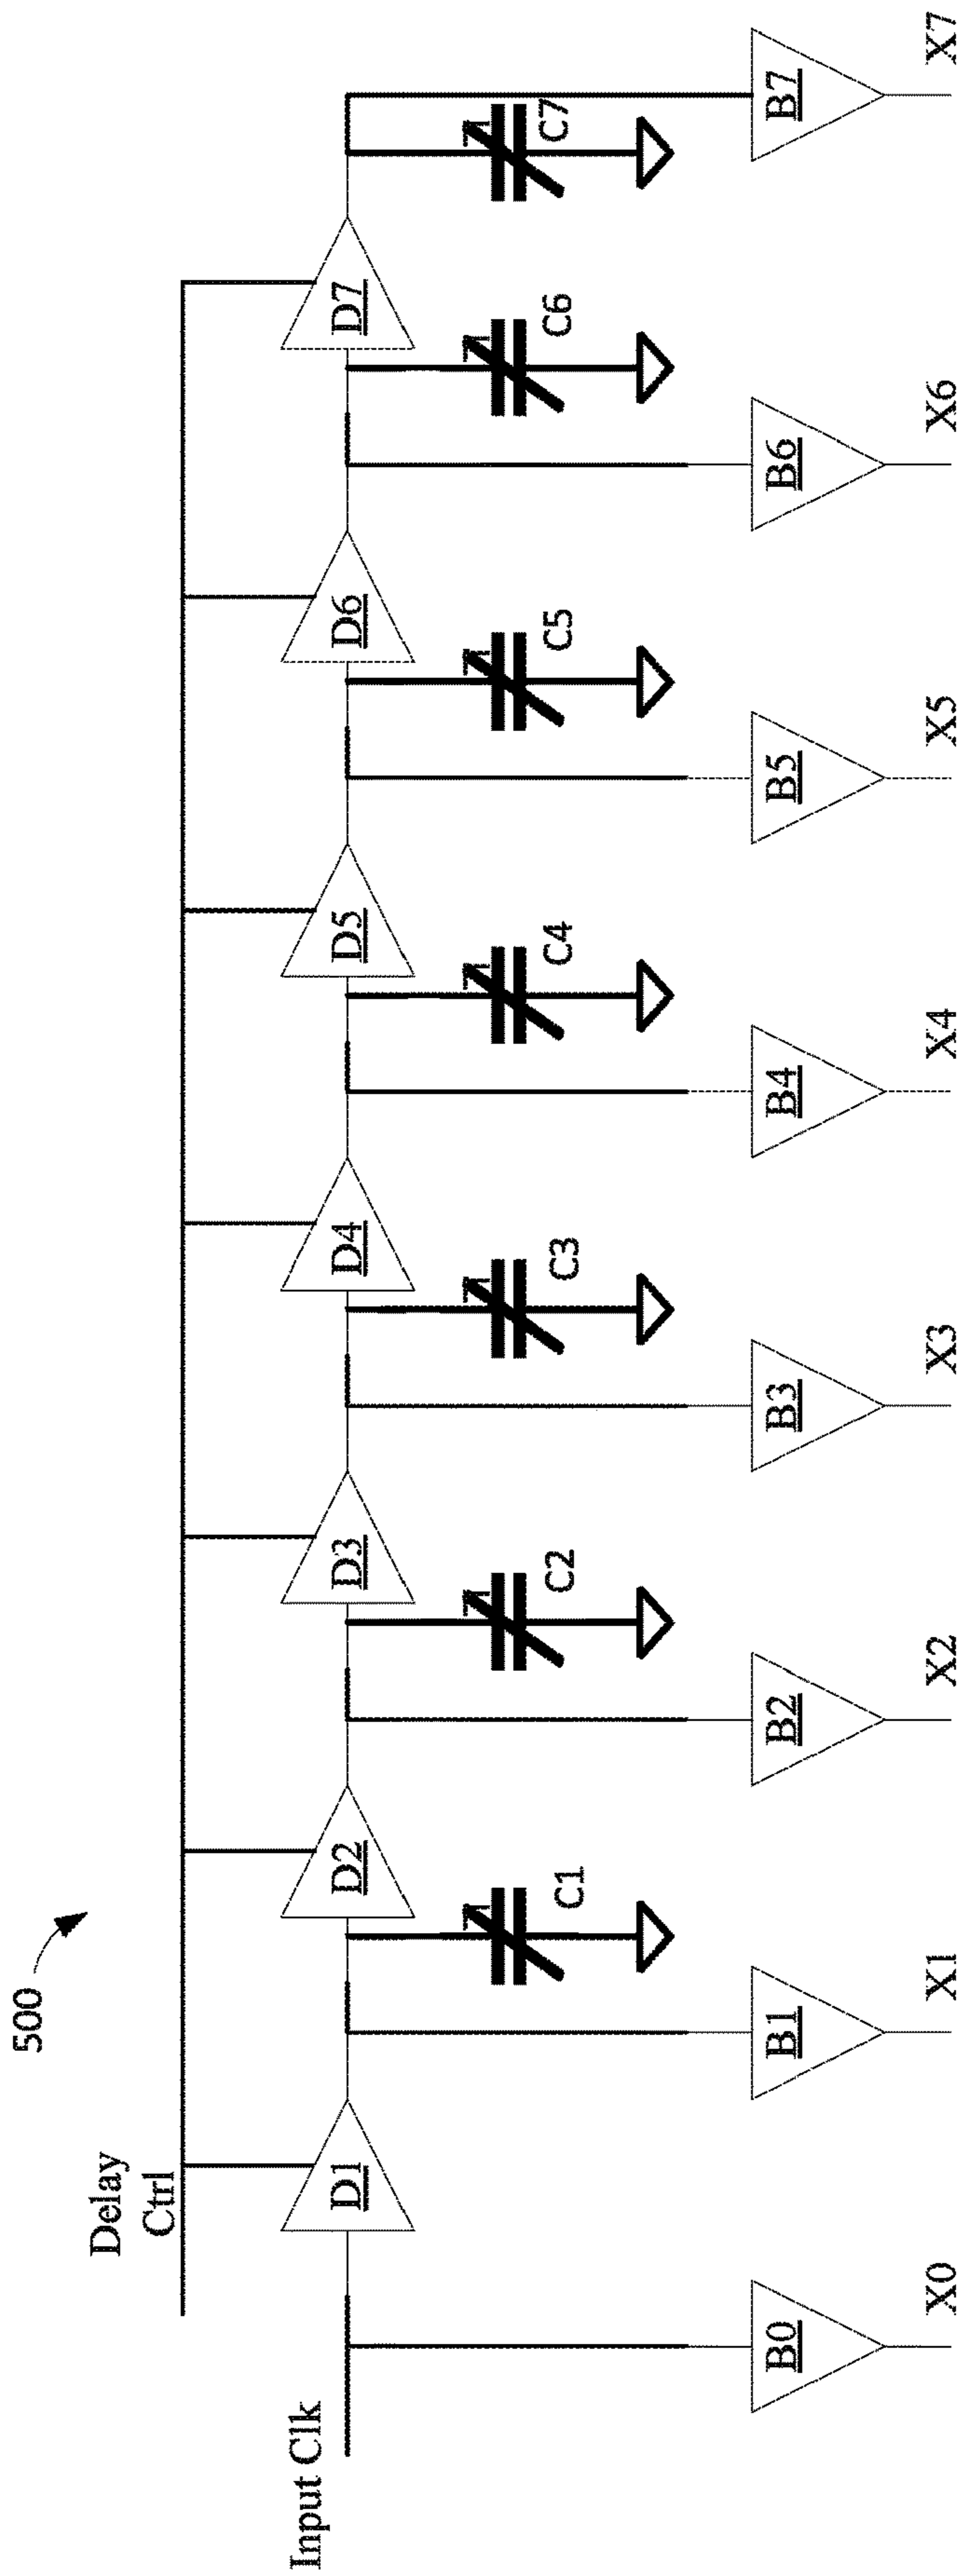 500
Delay
Ctrl
Input Clk
D1 D2 D3 D4 D5 D6 D7
C1 C2 C3 C4 C5 C6 C7
B0 B1 B2 B3 B4 B5 B6 B7
X0 X1 X2 X3 X4 X5 X6 X7